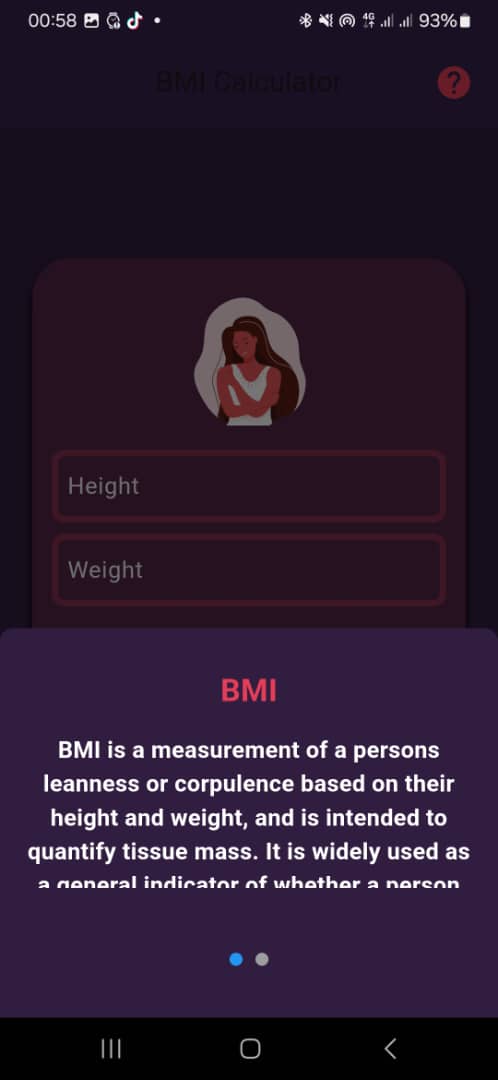 00:58
4G
93%
BMI Calculator
?
Height
Weight
BMI
BMI is a measurement of a persons
leanness or corpulence based on their
height and weight, and is intended to
quantify tissue mass. It is widely used as
a general indicator of whether a person